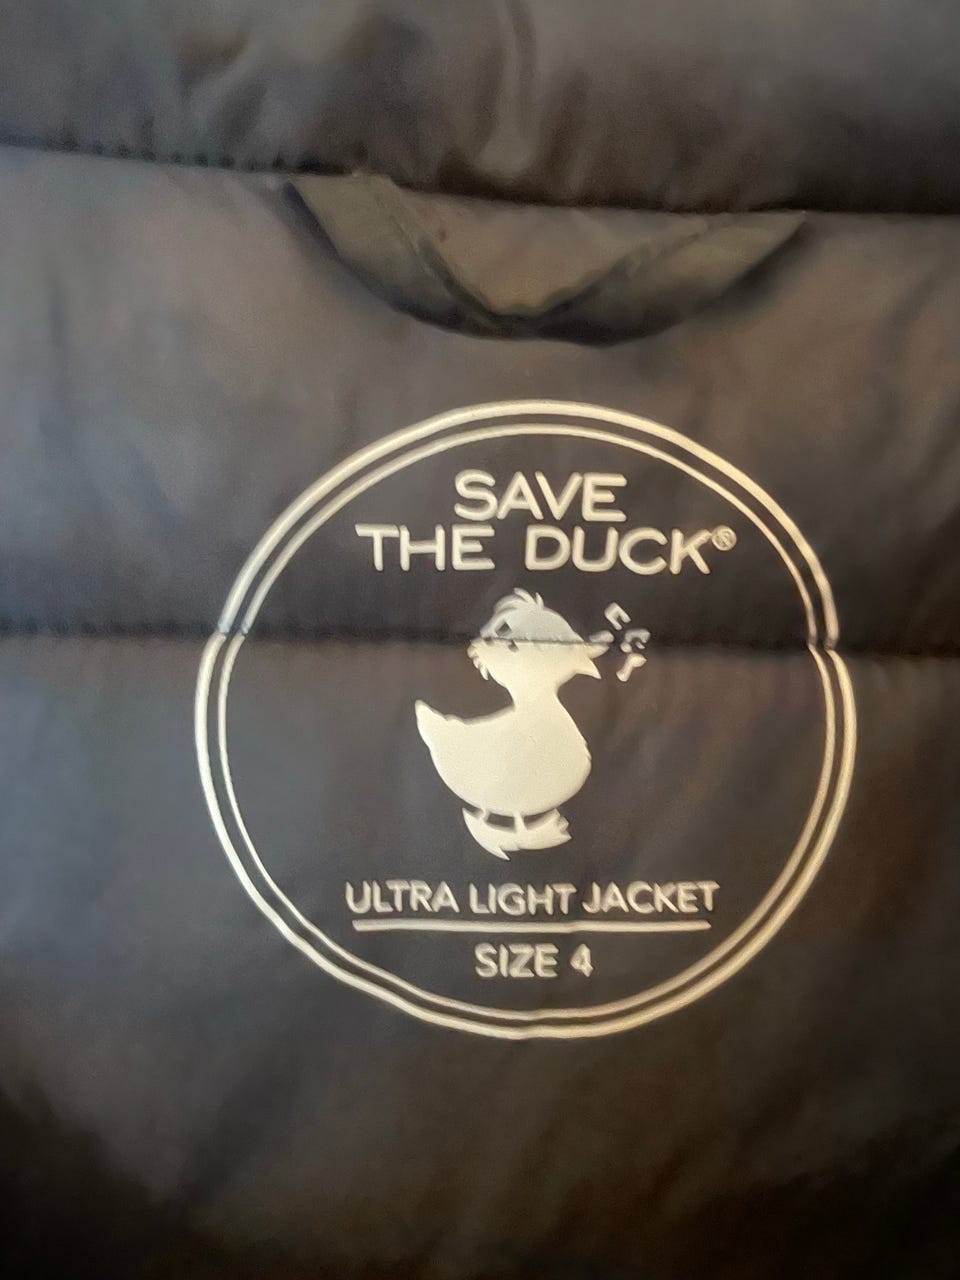 SAVE
THE DUCK®
ULTRA LIGHT JACKET
SIZE 4